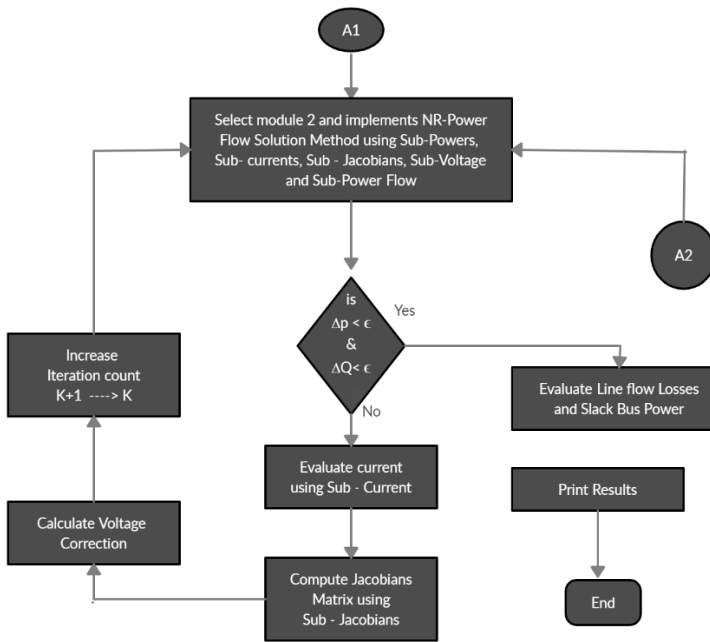 A1
Select module 2 and implements NR-Power
Flow Solution Method using Sub-Powers,
Sub- currents, Sub - Jacobians, Sub-Voltage
and Sub-Power Flow
A2
is
Δp < ϵ
&
ΔQ< ϵ
Yes
No
Increase
Iteration count
K+1 ----> K
Evaluate Line flow Losses
and Slack Bus Power
Evaluate current
using Sub - Current
Print Results
Calculate Voltage
Correction
Compute Jacobians
Matrix using
Sub - Jacobians
End